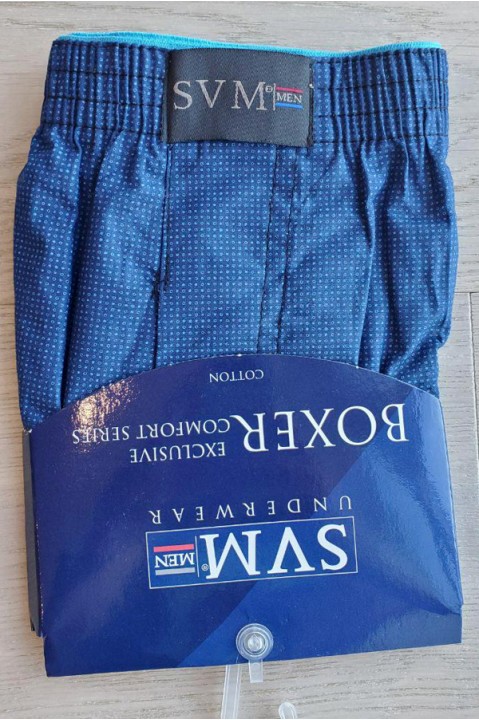 SVM® MEN
SVM® MEN
UNDERWEAR
BOXER EXCLUSIVE
COMFORT SERIES
COTTON